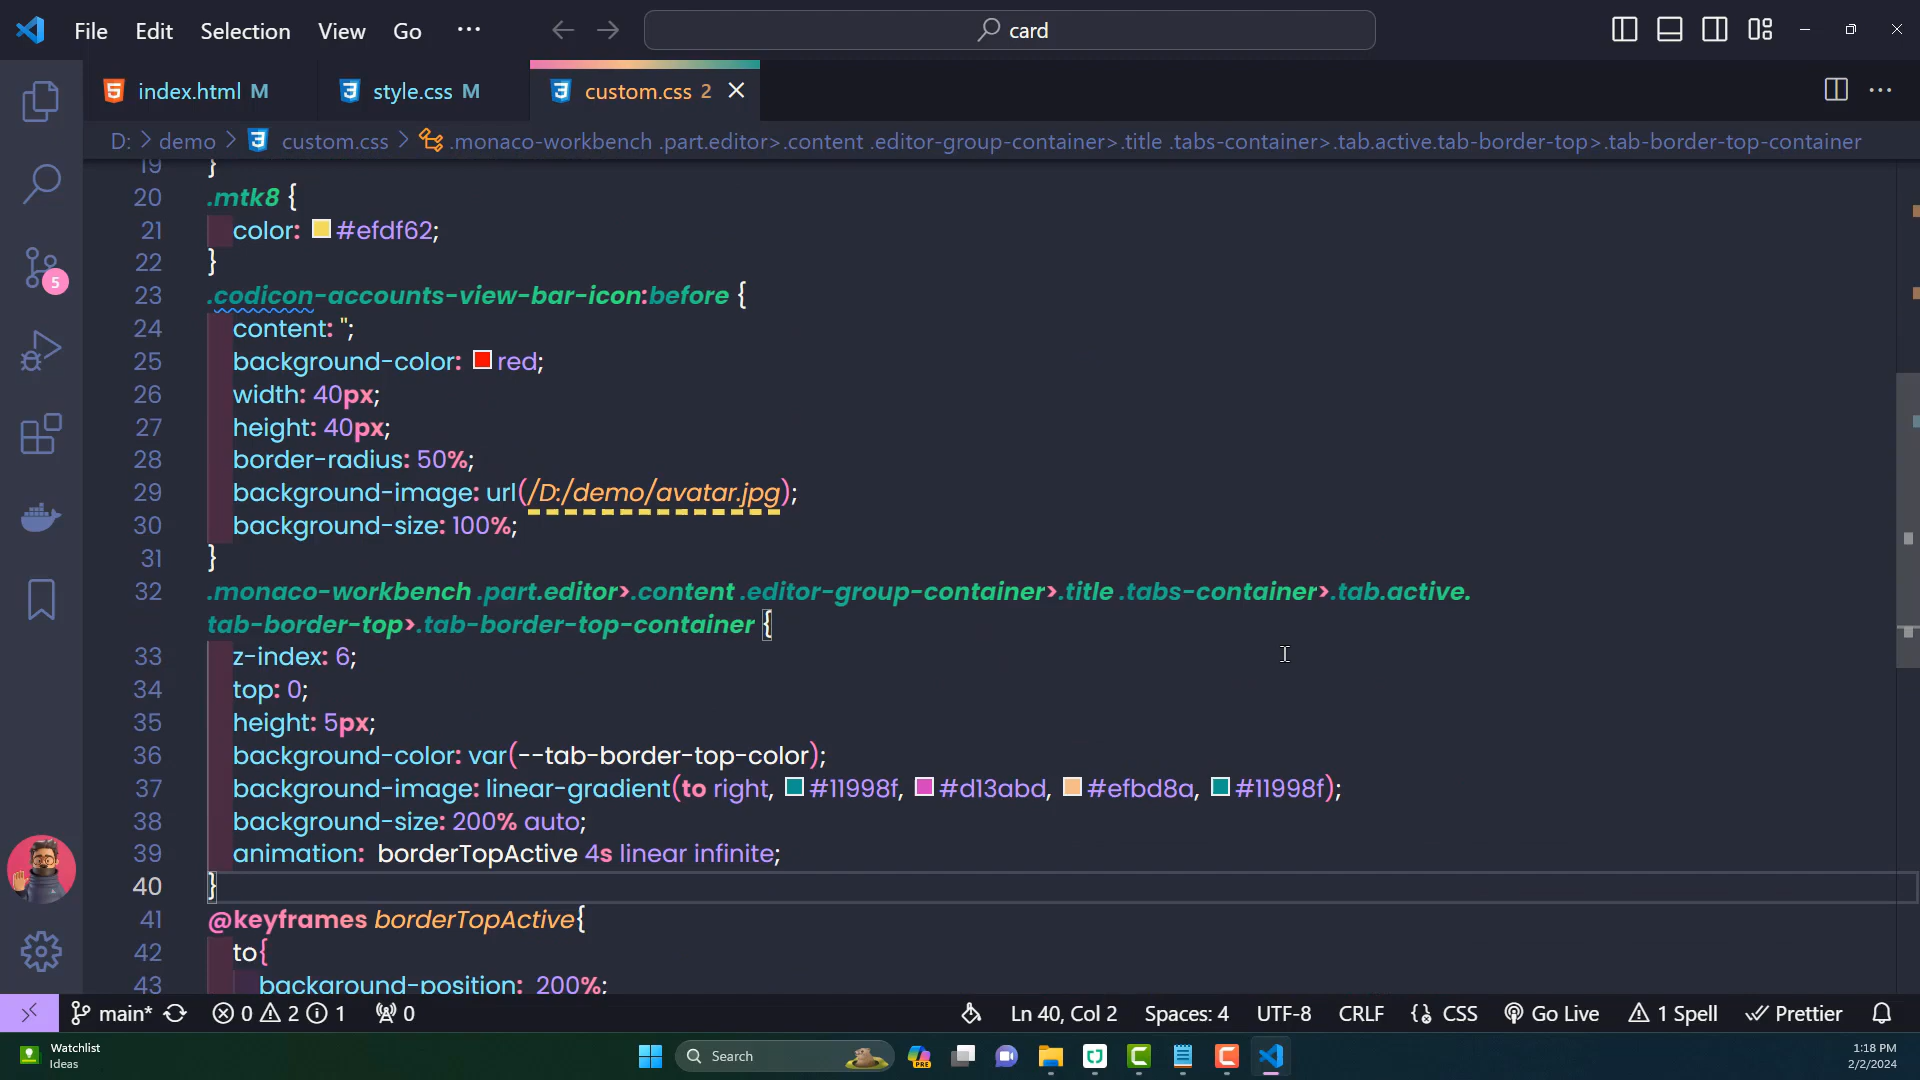 File Edit Selection View Go ··· card
index.html M style.css M custom.css 2
D: > demo > custom.css > .monaco-workbench .part.editor>.content .editor-group-container>.title .tabs-container>.tab.active.tab-border-top>.tab-border-top-container
19 }
20 .mtk8 {
21 color: #efdf62;
22 }
23 .codicon-accounts-view-bar-icon:before {
24 content: '';
25 background-color: red;
26 width: 40px;
27 height: 40px;
28 border-radius: 50%;
29 background-image: url(/D:/demo/avatar.jpg);
30 background-size: 100%;
31 }
32 .monaco-workbench .part.editor>.content .editor-group-container>.title .tabs-container>.tab.active.
tab-border-top>.tab-border-top-container {
33 z-index: 6;
34 top: 0;
35 height: 5px;
36 background-color: var(--tab-border-top-color);
37 background-image: linear-gradient(to right, #11998f, #d13abd, #efbd8a, #11998f);
38 background-size: 200% auto;
39 animation: borderTopActive 4s linear infinite;
40 }
41 @keyframes borderTopActive{
42 to{
43 background-position: 200%;
5
main* 0 2 1 0 Ln 40, Col 2 Spaces: 4 UTF-8 CRLF CSS Go Live 1 Spell Prettier
Watchlist
Ideas
Search
PRE
1:18 PM
2/2/2024